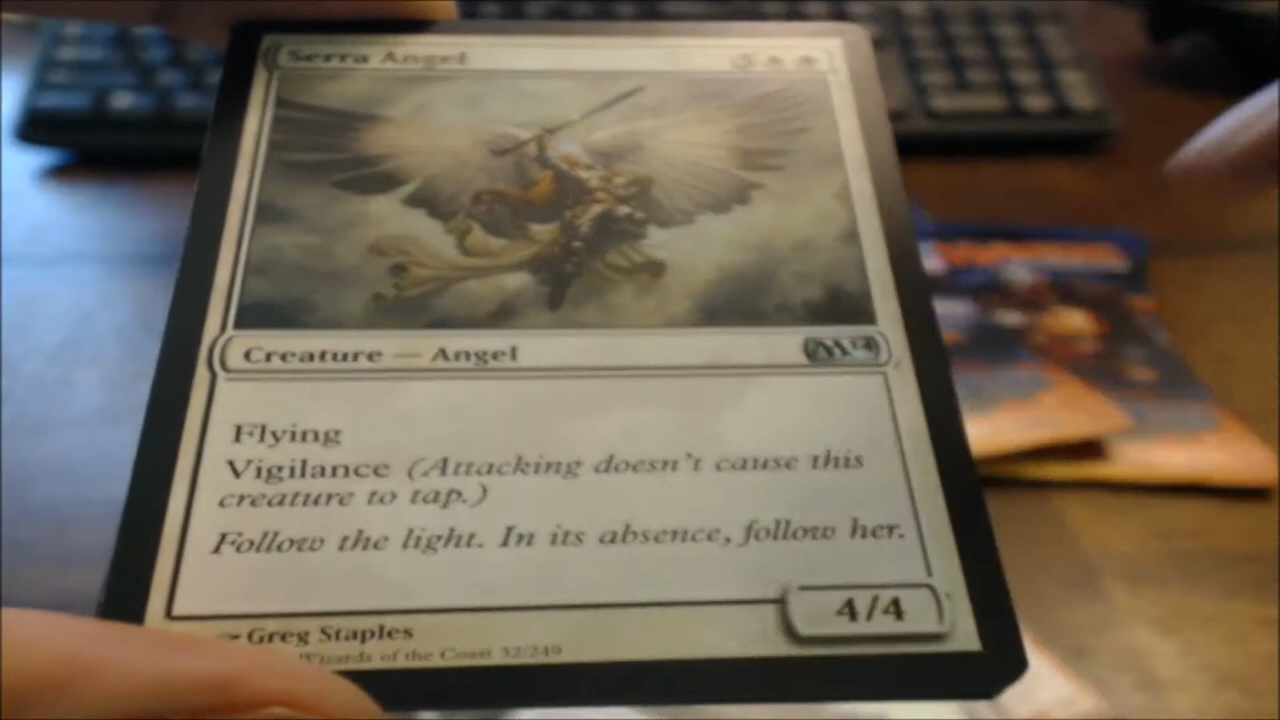 Serra Angel
Creature — Angel
M14
Flying
Vigilance (Attacking doesn't cause this
creature to tap.)
Follow the light. In its absence, follow her.
4/4
Greg Staples
Wizards of the Coast 32/249